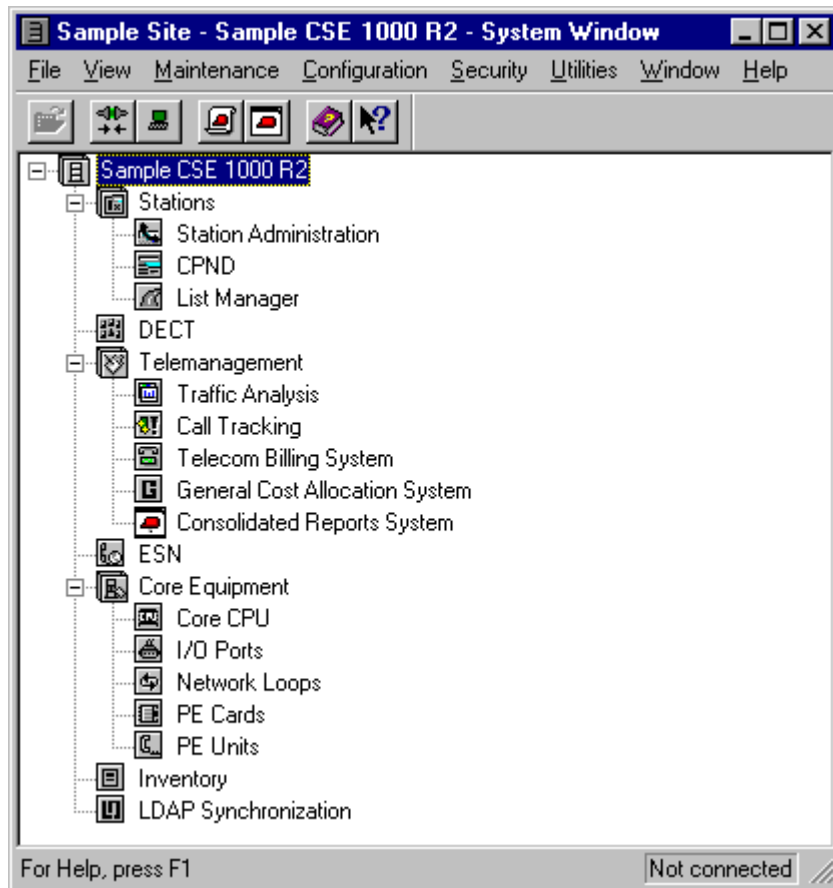 Sample Site - Sample CSE 1000 R2 - System Window
File View Maintenance Configuration Security Utilities Window Help
Sample CSE 1000 R2
Stations
Station Administration
CPND
List Manager
DECT
Telemanagement
Traffic Analysis
Call Tracking
Telecom Billing System
General Cost Allocation System
Consolidated Reports System
ESN
Core Equipment
Core CPU
I/O Ports
Network Loops
PE Cards
PE Units
Inventory
LDAP Synchronization
For Help, press F1 Not connected